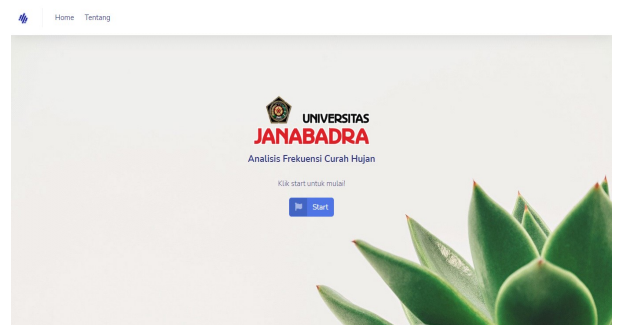 Home Tentang
UNIVERSITAS
JANABADRA
Analisis Frekuensi Curah Hujan
Klik start untuk mulai!
Start